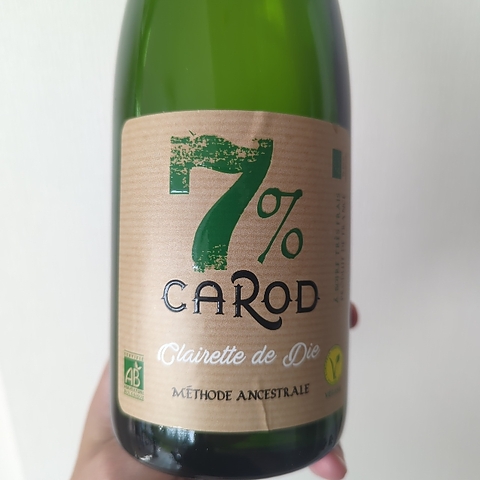 7%
CAROD
Clairette de Die
MÉTHODE ANCESTRALE
AB
V